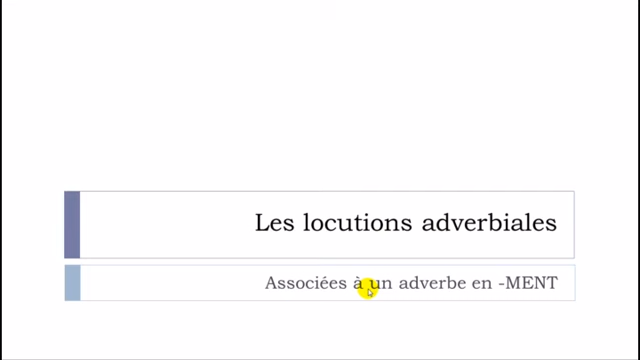 Les locutions adverbiales
Associées à un adverbe en -MENT